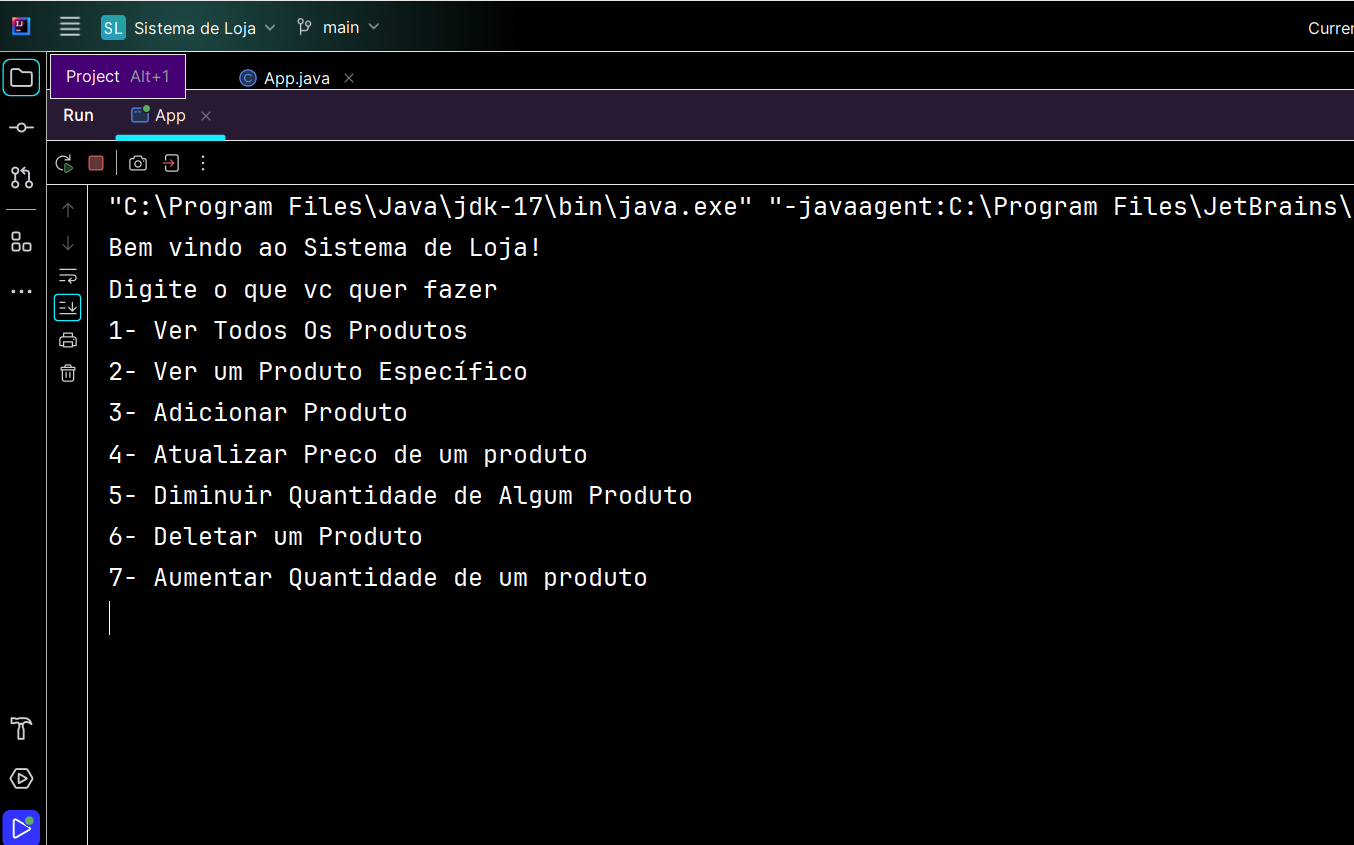 SL Sistema de Loja main
Project Alt+1 App.java
Run App
"C:\Program Files\Java\jdk-17\bin\java.exe" "-javaagent:C:\Program Files\JetBrains\
Bem vindo ao Sistema de Loja!
Digite o que vc quer fazer
1- Ver Todos Os Produtos
2- Ver um Produto Específico
3- Adicionar Produto
4- Atualizar Preco de um produto
5- Diminuir Quantidade de Algum Produto
6- Deletar um Produto
7- Aumentar Quantidade de um produto